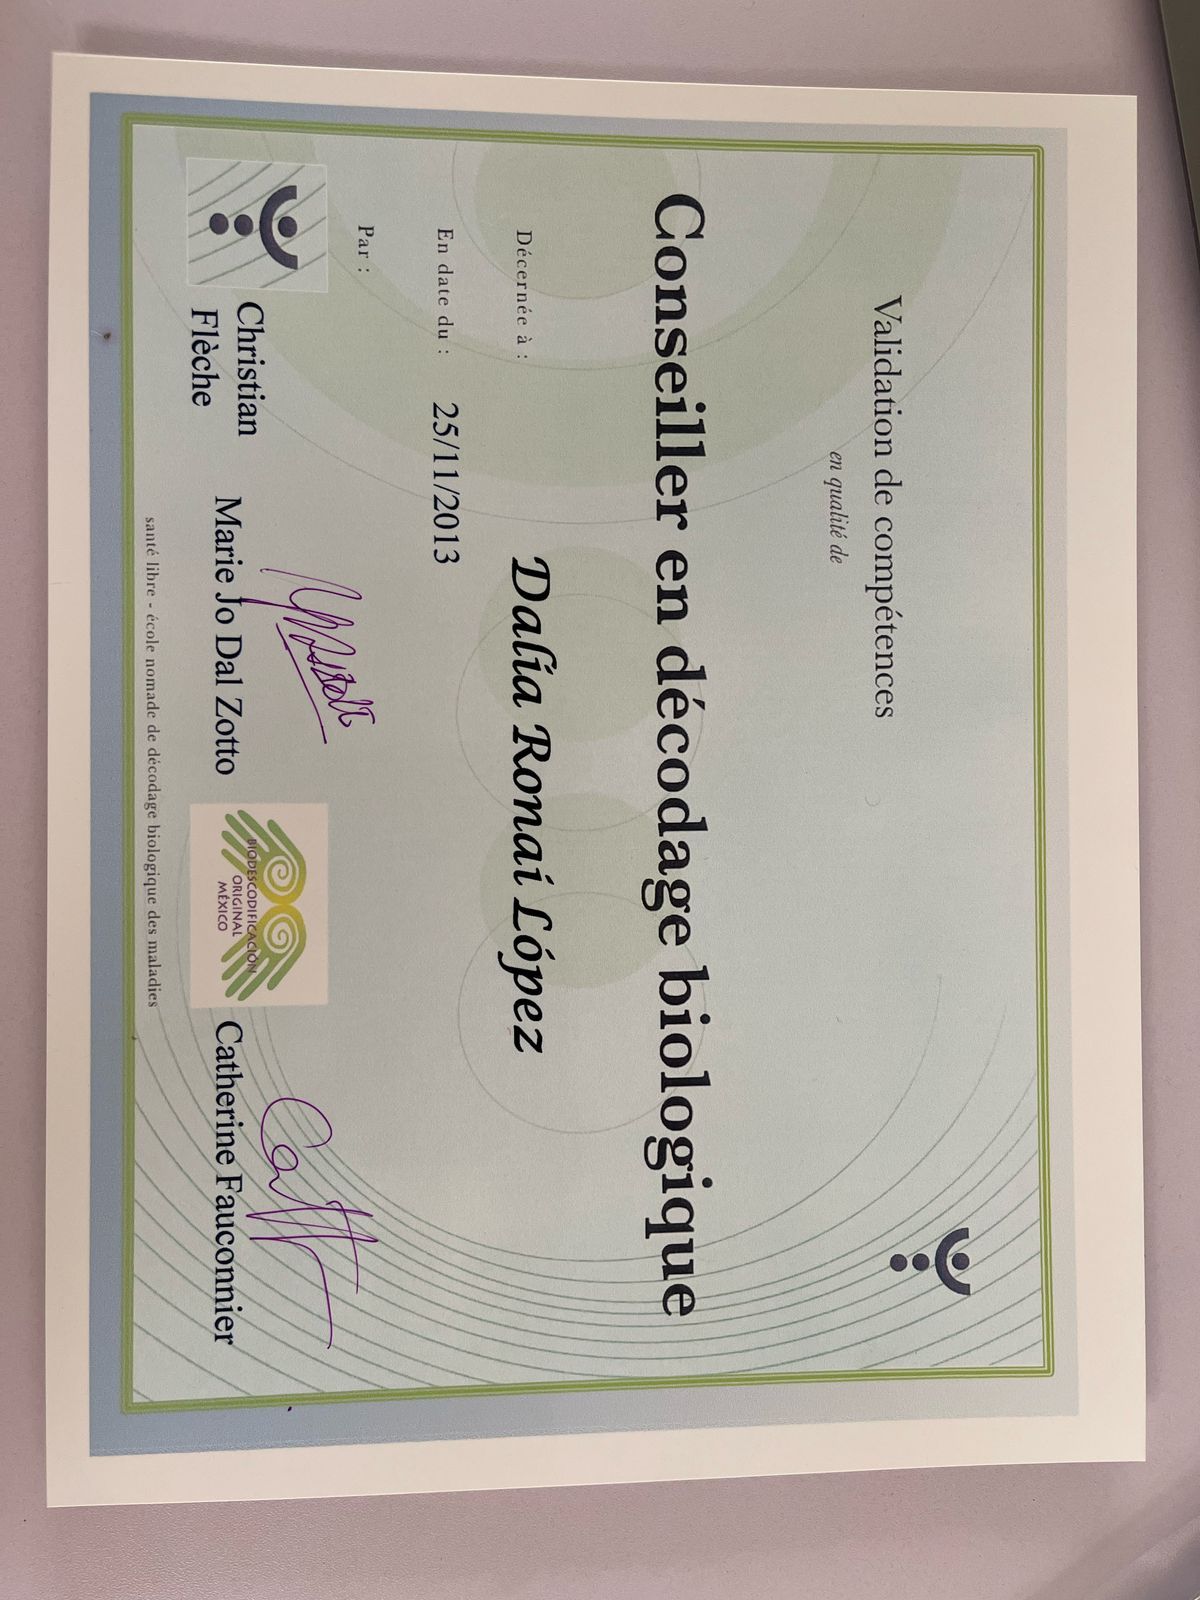 Validation de compétences
en qualité de
Conseiller en décodage biologique
Décernée à :
Dalía Ronaí López
En date du :
25/11/2013
Par :
Christian
Flèche
Marie Jo Dal Zotto
BIODESCODIFICACIÓN
ORIGINAL
MÉXICO
Catherine Fauconnier
santé libre - école nomade de décodage biologique des maladies